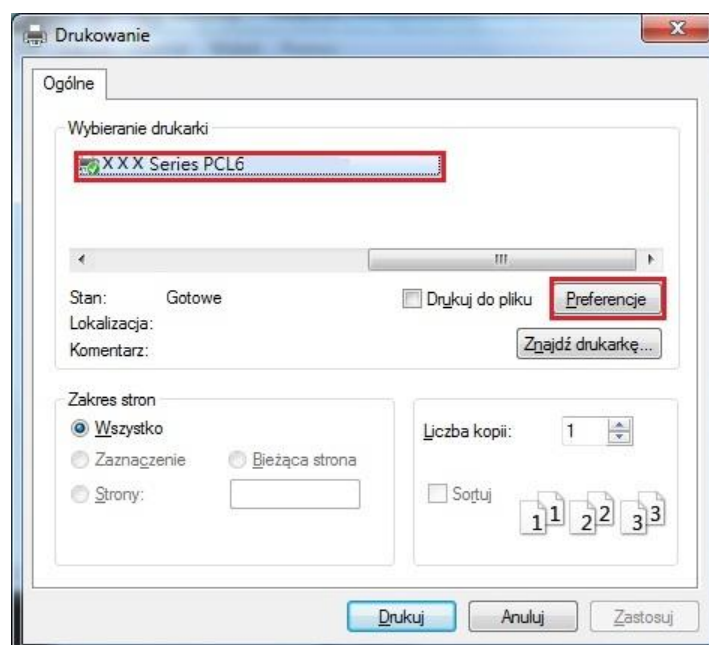 Drukowanie
Ogólne
Wybieranie drukarki
X X X Series PCL6
Stan: Gotowe
Drukuj do pliku
Preferencje
Lokalizacja:
Komentarz:
Znajdź drukarkę...
Zakres stron
Wszystko
Zaznaczenie
Bieżąca strona
Strony:
Liczba kopii: 1
Sortuj
1 1 2 2 3 3
Drukuj
Anuluj
Zastosuj